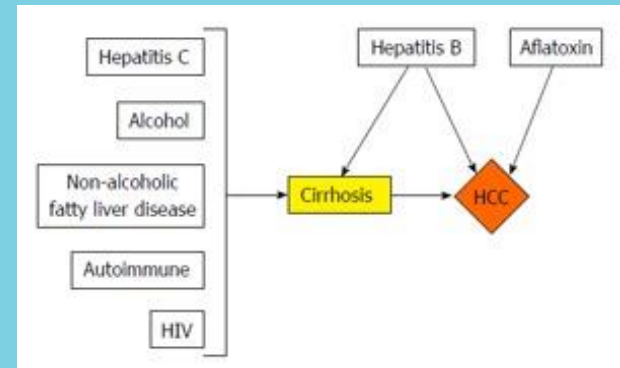 Hepatitis C
Alcohol
Non-alcoholic
fatty liver disease
Autoimmune
HIV
Hepatitis B
Aflatoxin
Cirrhosis
HCC